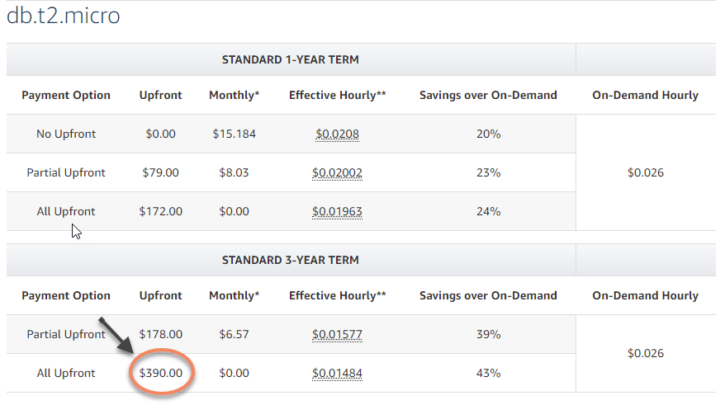 db.t2.micro
STANDARD 1-YEAR TERM
Payment Option Upfront Monthly* Effective Hourly** Savings over On-Demand On-Demand Hourly
No Upfront $0.00 $15.184 $0.0208 20%
Partial Upfront $79.00 $8.03 $0.02002 23% $0.026
All Upfront $172.00 $0.00 $0.01963 24%
STANDARD 3-YEAR TERM
Payment Option Upfront Monthly* Effective Hourly** Savings over On-Demand On-Demand Hourly
Partial Upfront $178.00 $6.57 $0.01577 39%
$0.026
All Upfront $390.00 $0.00 $0.01484 43%